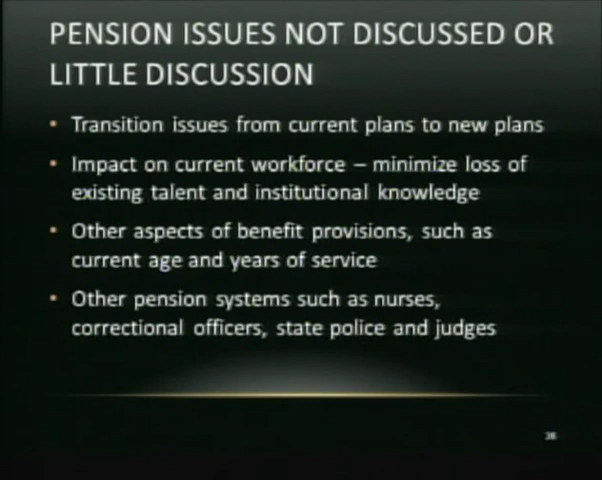 PENSION ISSUES NOT DISCUSSED OR
LITTLE DISCUSSION
• Transition issues from current plans to new plans
• Impact on current workforce – minimize loss of
existing talent and institutional knowledge
• Other aspects of benefit provisions, such as
current age and years of service
• Other pension systems such as nurses,
correctional officers, state police and judges